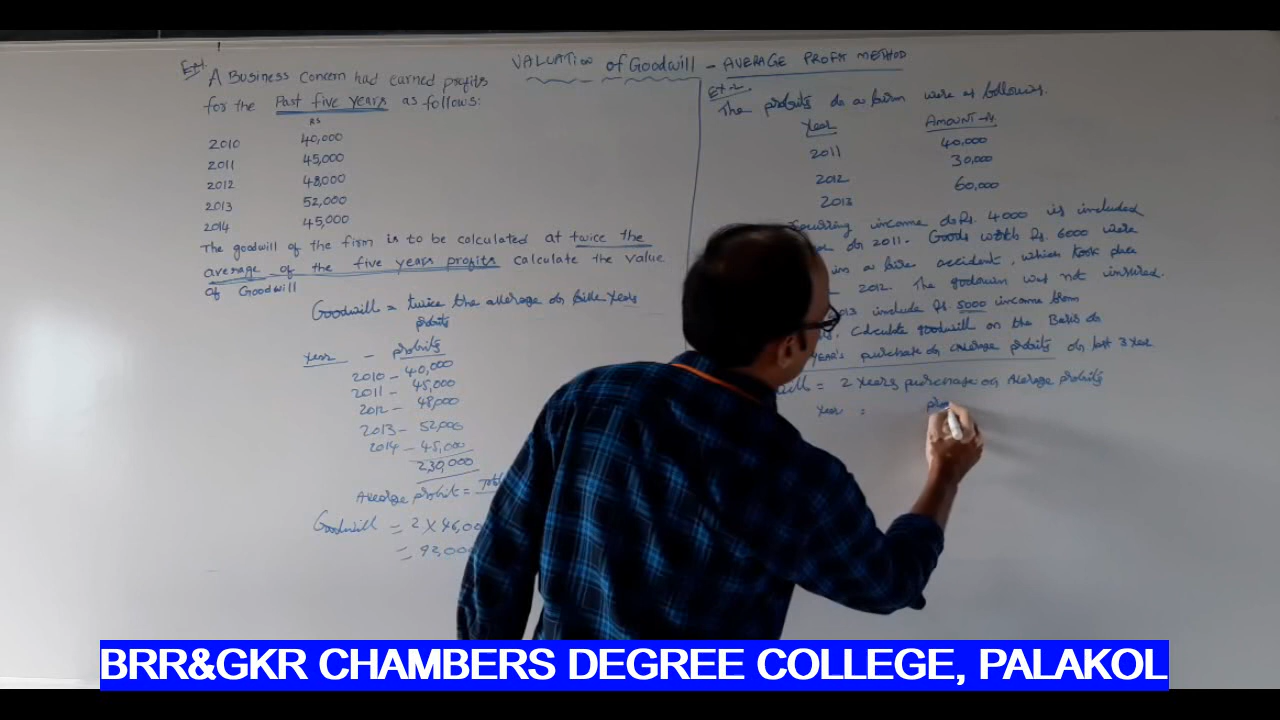 VALUATION of Goodwill - AVERAGE PROFIT METHOD
Ex-1.
A Business Concern had earned profits
for the Past five years as follows:
RS
2010 40,000
2011 45,000
2012 48,000
2013 52,000
2014 45,000
The goodwill of the firm is to be calculated at twice the
average of the five years profits calculate the value
of Goodwill
Goodwill = twice the average of five years
profits
year - profits
2010 - 40,000
2011 - 45,000
2012 - 48,000
2013 - 52,000
2014 - 45,000
2,30,000
Average profit = Total
Goodwill = 2 X 46,00
= 92,000
Ex-2.
The profits of a firm were as follows.
Year AMOUNT-Rs.
2011 40,000
2012 30,000
2013 60,000
income of Rs. 4000 is included
of 2011. Goods worth Rs. 6000 were
in a fire accident, which took place
2012. The godown was not insured.
2013 include Rs. 5000 income from
Calculate goodwill on the Basis of
YEAR'S purchase of average profits of last 3 year
= 2 years purchase of Average profits
year :
BRR&GKR CHAMBERS DEGREE COLLEGE, PALAKOL